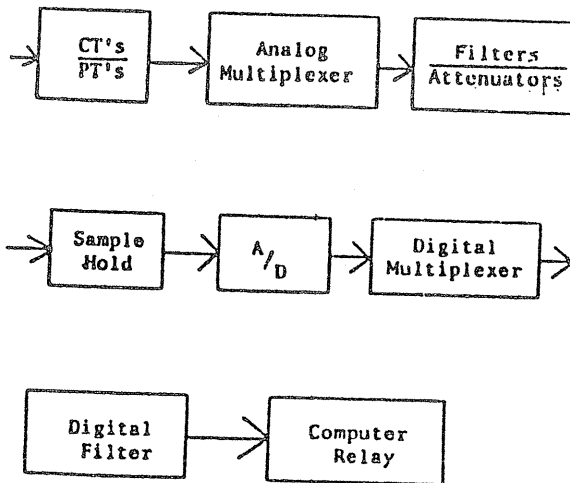 CT's
PT's
Analog
Multiplexer
Filters
Attenuators
Sample
Hold
A/D
Digital
Multiplexer
Digital
Filter
Computer
Relay